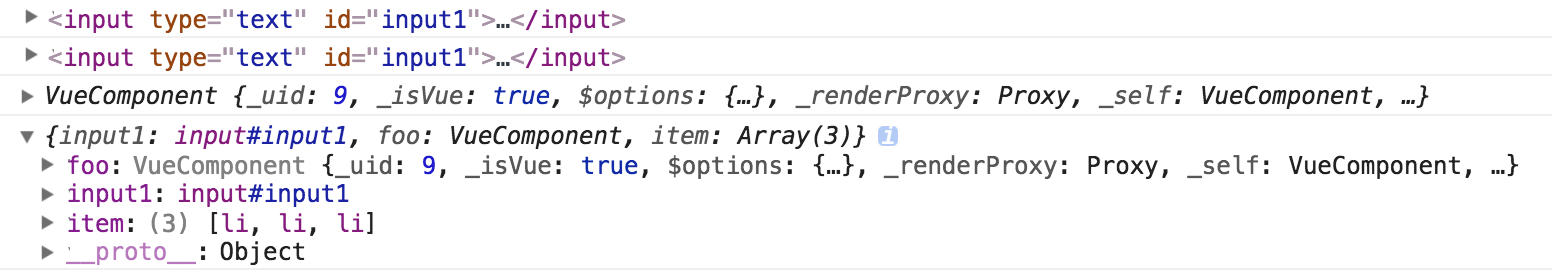 <input type="text" id="input1">…</input>
<input type="text" id="input1">…</input>
VueComponent {_uid: 9, _isVue: true, $options: {…}, _renderProxy: Proxy, _self: VueComponent, …}
{input1: input#input1, foo: VueComponent, item: Array(3)} i
foo: VueComponent {_uid: 9, _isVue: true, $options: {…}, _renderProxy: Proxy, _self: VueComponent, …}
input1: input#input1
item: (3) [li, li, li]
__proto__: Object